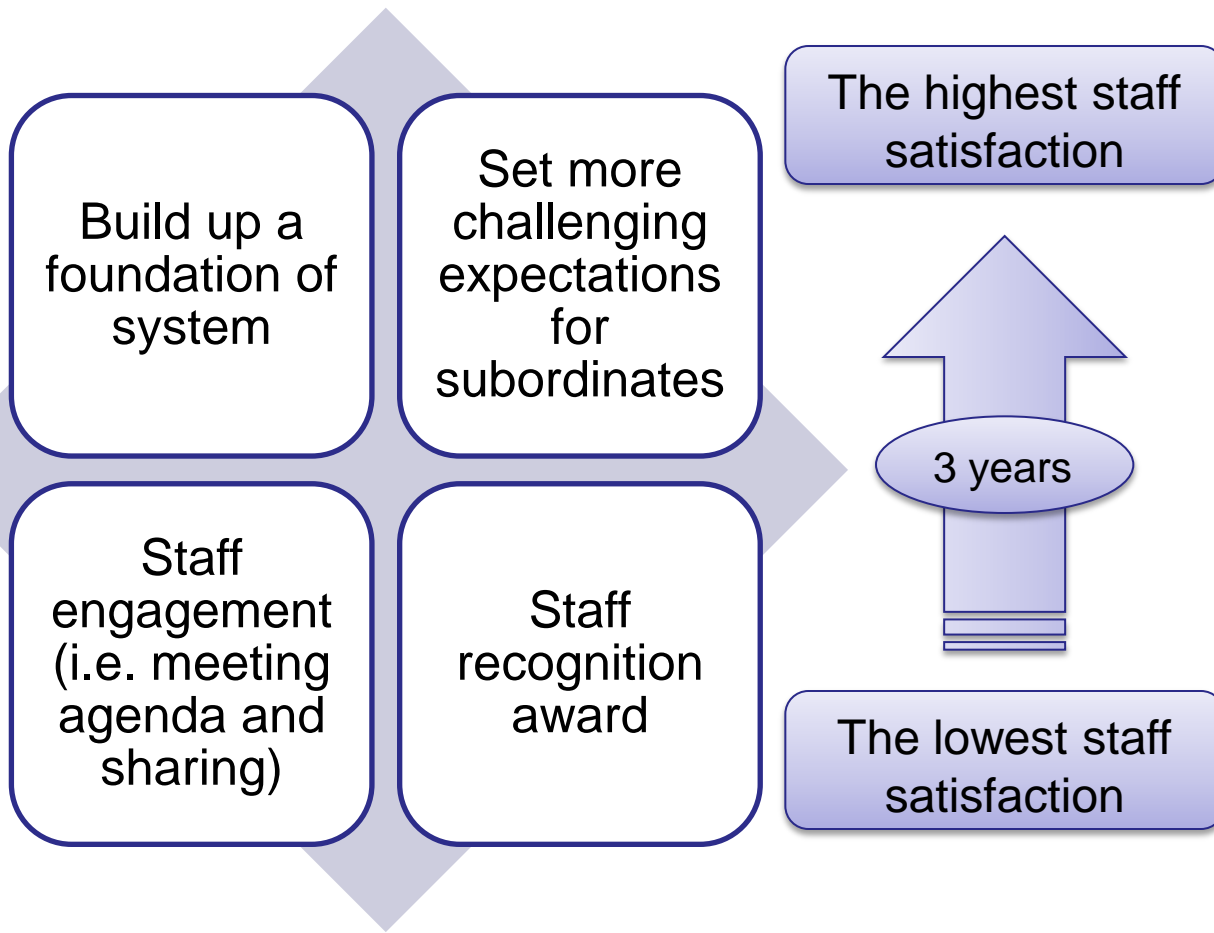 Build up a
foundation of
system
Set more
challenging
expectations
for
subordinates
Staff
engagement
(i.e. meeting
agenda and
sharing)
Staff
recognition
award
The highest staff
satisfaction
3 years
The lowest staff
satisfaction